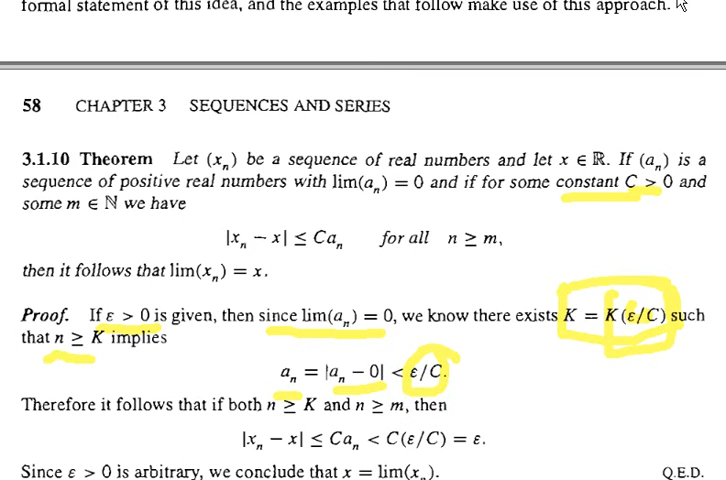 formal statement of this idea, and the examples that follow make use of this approach.
58 CHAPTER 3 SEQUENCES AND SERIES
3.1.10 Theorem Let (xₙ) be a sequence of real numbers and let x ∈ ℝ. If (aₙ) is a
sequence of positive real numbers with lim(aₙ) = 0 and if for some constant C > 0 and
some m ∈ ℕ we have
|xₙ − x| ≤ Caₙ for all n ≥ m,
then it follows that lim(xₙ) = x.
Proof. If ε > 0 is given, then since lim(aₙ) = 0, we know there exists K = K(ε/C) such
that n ≥ K implies
aₙ = |aₙ − 0| < ε/C.
Therefore it follows that if both n ≥ K and n ≥ m, then
|xₙ − x| ≤ Caₙ < C(ε/C) = ε.
Since ε > 0 is arbitrary, we conclude that x = lim(xₙ). Q.E.D.